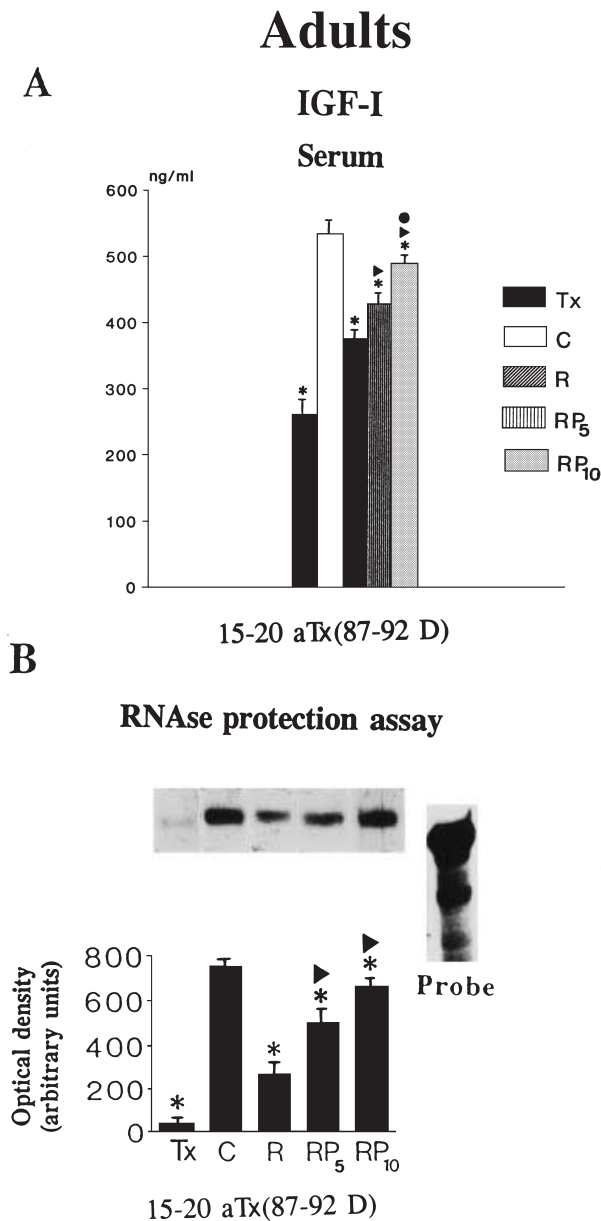 Adults
A
IGF-I
Serum
ng/ml
600
500
400
300
200
100
0
*
*
▶
*
●
▶
*
Tx
C
R
RP5
RP10
15-20 aTx(87-92 D)
B
RNAse protection assay
Probe
Optical density
(arbitrary units)
800
600
400
200
0
*
*
▶
*
▶
*
Tx C R RP5 RP10
15-20 aTx(87-92 D)